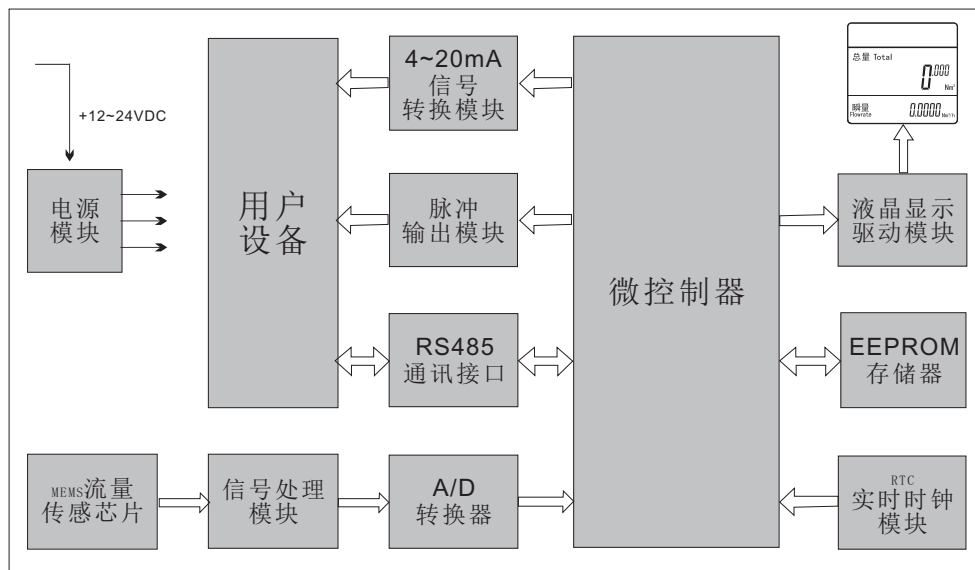 +12~24VDC
电源
模块
用户
设备
4~20mA
信号
转换模块
脉冲
输出模块
RS485
通讯接口
微控制器
总量 Total
0.000
Nm³
瞬量
Flowrate
0.0000 Nm³/h
液晶显示
驱动模块
EEPROM
存储器
MEMS流量
传感芯片
信号处理
模块
A/D
转换器
RTC
实时时钟
模块